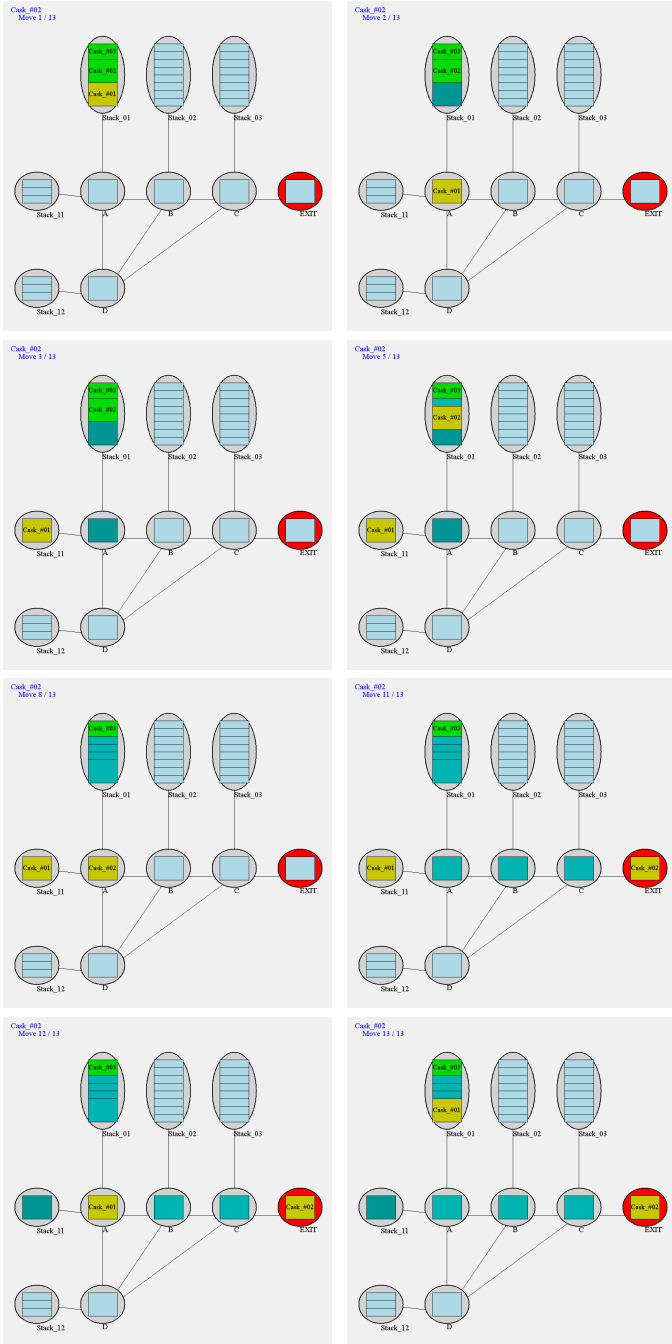 Cask_#02
Move 1 / 13
Cask_#03
Cask_#02
Cask_#01
Stack_01
Stack_02
Stack_03
Stack_11
A
B
C
EXIT
Stack_12
D
Cask_#02
Move 2 / 13
Cask_#03
Cask_#02
Stack_01
Stack_02
Stack_03
Cask_#01
Stack_11
A
B
C
EXIT
Stack_12
D
Cask_#02
Move 3 / 13
Cask_#03
Cask_#02
Stack_01
Stack_02
Stack_03
Cask_#01
Stack_11
A
B
C
EXIT
Stack_12
D
Cask_#02
Move 5 / 13
Cask_#03
Cask_#02
Stack_01
Stack_02
Stack_03
Cask_#01
Stack_11
A
B
C
EXIT
Stack_12
D
Cask_#02
Move 8 / 13
Cask_#03
Stack_01
Stack_02
Stack_03
Cask_#01
Cask_#02
Stack_11
A
B
C
EXIT
Stack_12
D
Cask_#02
Move 11 / 13
Cask_#03
Stack_01
Stack_02
Stack_03
Cask_#01
Cask_#02
Stack_11
A
B
C
EXIT
Stack_12
D
Cask_#02
Move 12 / 13
Cask_#03
Stack_01
Stack_02
Stack_03
Cask_#01
Cask_#02
Stack_11
A
B
C
EXIT
Stack_12
D
Cask_#02
Move 13 / 13
Cask_#03
Cask_#01
Stack_01
Stack_02
Stack_03
Cask_#02
Stack_11
A
B
C
EXIT
Stack_12
D